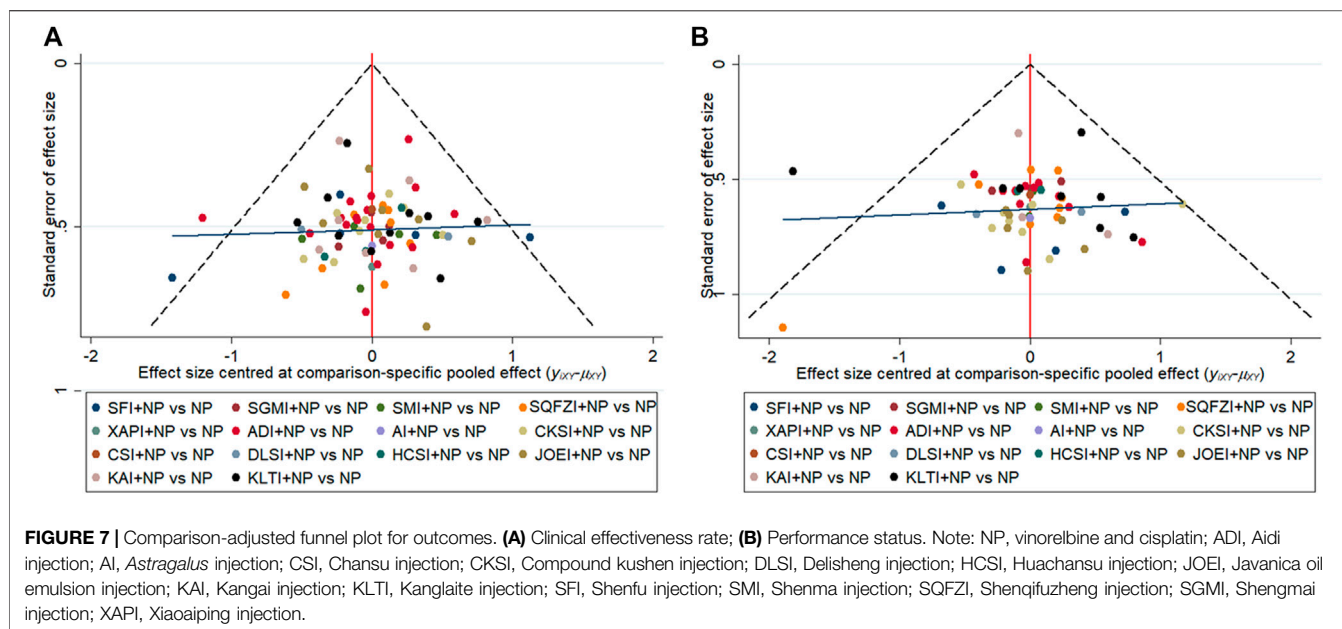 A
B
0
.5
1
Standard error of effect size
-2
-1
0
1
2
Effect size centred at comparison-specific pooled effect (yiXY-μXY)
SFI+NP vs NP
SGMI+NP vs NP
SMI+NP vs NP
SQFZI+NP vs NP
XAPI+NP vs NP
ADI+NP vs NP
AI+NP vs NP
CKSI+NP vs NP
CSI+NP vs NP
DLSI+NP vs NP
HCSI+NP vs NP
JOEI+NP vs NP
KAI+NP vs NP
KLTI+NP vs NP
0
.5
1
Standard error of effect size
-2
-1
0
1
2
Effect size centred at comparison-specific pooled effect (yiXY-μXY)
SFI+NP vs NP
SGMI+NP vs NP
SMI+NP vs NP
SQFZI+NP vs NP
XAPI+NP vs NP
ADI+NP vs NP
AI+NP vs NP
CKSI+NP vs NP
CSI+NP vs NP
DLSI+NP vs NP
HCSI+NP vs NP
JOEI+NP vs NP
KAI+NP vs NP
KLTI+NP vs NP
FIGURE 7 | Comparison-adjusted funnel plot for outcomes. (A) Clinical effectiveness rate; (B) Performance status. Note: NP, vinorelbine and cisplatin; ADI, Aidi
injection; AI, Astragalus injection; CSI, Chansu injection; CKSI, Compound kushen injection; DLSI, Delisheng injection; HCSI, Huachansu injection; JOEI, Javanica oil
emulsion injection; KAI, Kangai injection; KLTI, Kanglaite injection; SFI, Shenfu injection; SMI, Shenma injection; SQFZI, Shenqifuzheng injection; SGMI, Shengmai
injection; XAPI, Xiaoaiping injection.